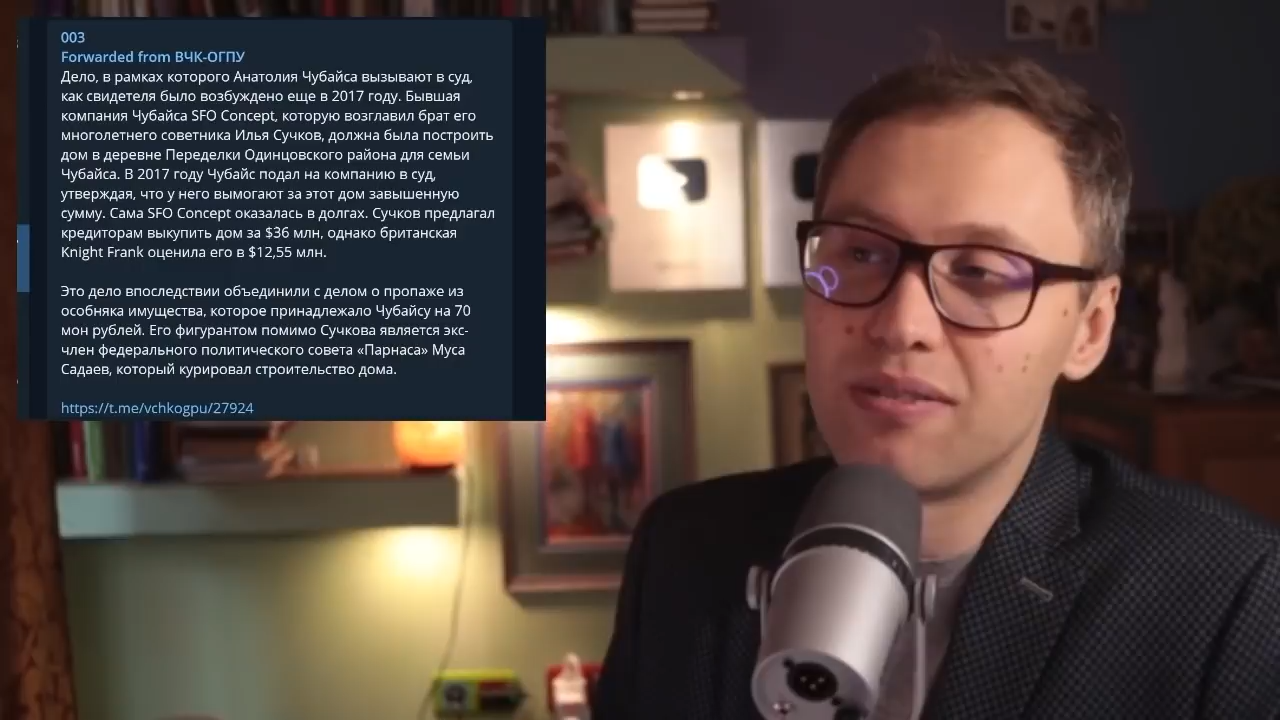 003
Forwarded from ВЧК-ОГПУ
Дело, в рамках которого Анатолия Чубайса вызывают в суд,
как свидетеля было возбуждено еще в 2017 году. Бывшая
компания Чубайса SFO Concept, которую возглавил брат его
многолетнего советника Илья Сучков, должна была построить
дом в деревне Переделки Одинцовского района для семьи
Чубайса. В 2017 году Чубайс подал на компанию в суд,
утверждая, что у него вымогают за этот дом завышенную
сумму. Сама SFO Concept оказалась в долгах. Сучков предлагал
кредиторам выкупить дом за $36 млн, однако британская
Knight Frank оценила его в $12,55 млн.
Это дело впоследствии объединили с делом о пропаже из
особняка имущества, которое принадлежало Чубайсу на 70
мон рублей. Его фигурантом помимо Сучкова является экс-
член федерального политического совета «Парнаса» Муса
Садаев, который курировал строительство дома.
https://t.me/vchkogpu/27924